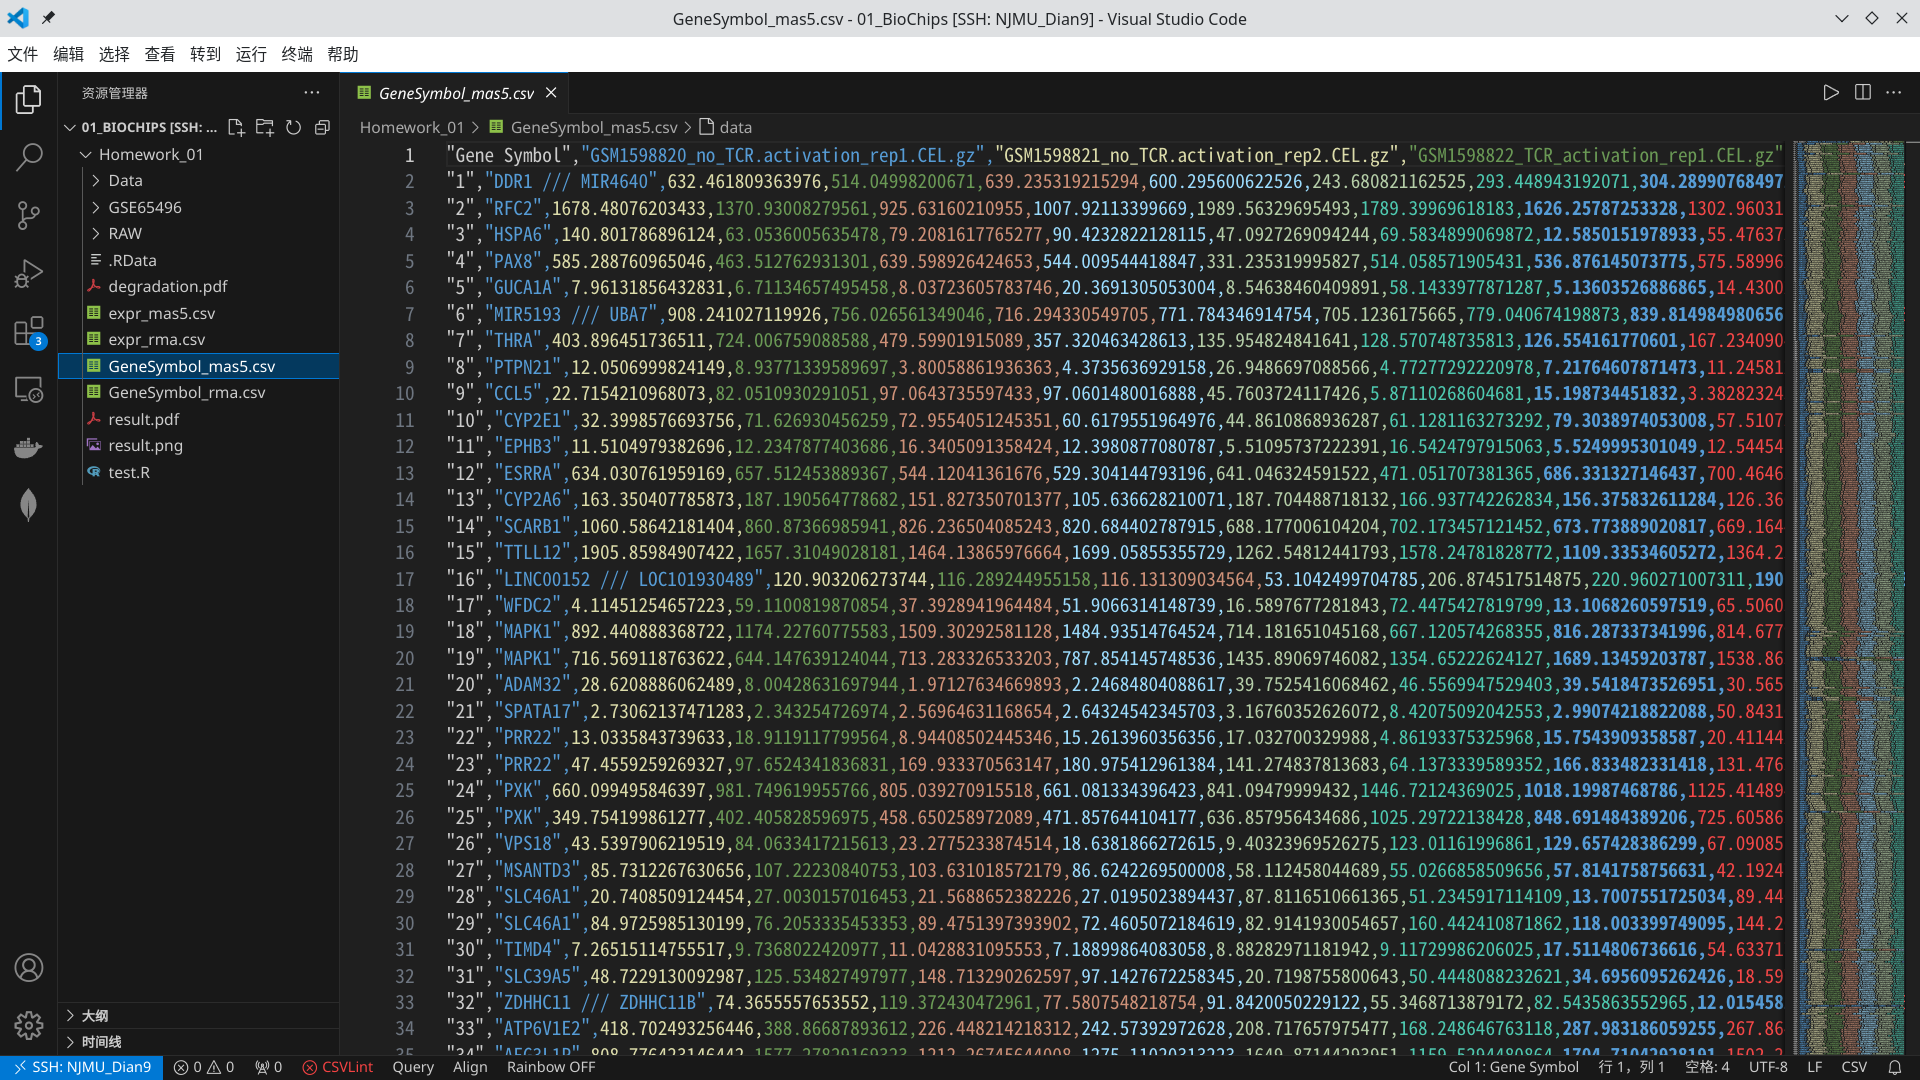 GeneSymbol_mas5.csv - 01_BioChips [SSH: NJMU_Dian9] - Visual Studio Code
文件 编辑 选择 查看 转到 运行 终端 帮助
资源管理器
01_BIOCHIPS [SSH: ...
Homework_01
Data
GSE65496
RAW
.RData
degradation.pdf
expr_mas5.csv
expr_rma.csv
GeneSymbol_mas5.csv
GeneSymbol_rma.csv
result.pdf
result.png
test.R
3
大纲
时间线
GeneSymbol_mas5.csv
Homework_01 > GeneSymbol_mas5.csv > data
1 "Gene Symbol","GSM1598820_no_TCR.activation_rep1.CEL.gz","GSM1598821_no_TCR.activation_rep2.CEL.gz","GSM1598822_TCR_activation_rep1.CEL.gz"
2 "1","DDR1 /// MIR4640",632.461809363976,514.04998200671,639.235319215294,600.295600622526,243.680821162525,293.448943192071,304.28990768497
3 "2","RFC2",1678.48076203433,1370.93008279561,925.63160210955,1007.92113399669,1989.56329695493,1789.39969618183,1626.25787253328,1302.96031
4 "3","HSPA6",140.801786896124,63.0536005635478,79.2081617765277,90.4232822128115,47.0927269094244,69.5834899069872,12.5850151978933,55.47637
5 "4","PAX8",585.288760965046,463.512762931301,639.598926424653,544.009544418847,331.235319995827,514.058571905431,536.876145073775,575.58996
6 "5","GUCA1A",7.96131856432831,6.71134657495458,8.03723605783746,20.3691305053004,8.54638460409891,58.1433977871287,5.13603526886865,14.4300
7 "6","MIR5193 /// UBA7",908.241027119926,756.026561349046,716.294330549705,771.784346914754,705.1236175665,779.040674198873,839.814984980656
8 "7","THRA",403.896451736511,724.006759088588,479.59901915089,357.320463428613,135.954824841641,128.570748735813,126.554161770601,167.234090
9 "8","PTPN21",12.0506999824149,8.93771339589697,3.80058861936363,4.3735636929158,26.9486697088566,4.77277292220978,7.21764607871473,11.24581
10 "9","CCL5",22.7154210968073,82.0510930291051,97.0643735597433,97.0601480016888,45.7603724117426,5.87110268604681,15.198734451832,3.38282324
11 "10","CYP2E1",32.3998576693756,71.626930456259,72.9554051245351,60.6179551964976,44.8610868936287,61.1281163273292,79.3038974053008,57.5107
12 "11","EPHB3",11.5104979382696,12.2347877403686,16.3405091358424,12.3980877080787,5.51095737222391,16.5424797915063,5.5249995301049,12.54454
13 "12","ESRRA",634.030761959169,657.512453889367,544.12041361676,529.304144793196,641.046324591522,471.051707381365,686.331327146437,700.4646
14 "13","CYP2A6",163.350407785873,187.190564778682,151.827350701377,105.636628210071,187.704488718132,166.937742262834,156.375832611284,126.36
15 "14","SCARB1",1060.58642181404,860.87366985941,826.236504085243,820.684402787915,688.177006104204,702.173457121452,673.773889020817,669.164
16 "15","TTLL12",1905.85984907422,1657.31049028181,1464.13865976664,1699.05855355729,1262.54812441793,1578.24781828772,1109.33534605272,1364.2
17 "16","LINC00152 /// LOC101930489",120.903206273744,116.289244955158,116.131309034564,53.1042499704785,206.874517514875,220.960271007311,190
18 "17","WFDC2",4.11451254657223,59.1100819870854,37.3928941964484,51.9066314148739,16.5897677281843,72.4475427819799,13.1068260597519,65.5060
19 "18","MAPK1",892.440888368722,1174.22760775583,1509.30292581128,1484.93514764524,714.181651045168,667.120574268355,816.287337341996,814.677
20 "19","MAPK1",716.569118763622,644.147639124044,713.283326533203,787.854145748536,1435.89069746082,1354.65222624127,1689.13459203787,1538.86
21 "20","ADAM32",28.6208886062489,8.00428631697944,1.97127634669893,2.24684804088617,39.7525416068462,46.5569947529403,39.5418473526951,30.565
22 "21","SPATA17",2.73062137471283,2.343254726974,2.56964631168654,2.64324542345703,3.16760352626072,8.42075092042553,2.99074218822088,50.8431
23 "22","PRR22",13.0335843739633,18.9119117799564,8.94408502445346,15.2613960356356,17.032700329988,4.86193375325968,15.7543909358587,20.41144
24 "23","PRR22",47.4559259269327,97.6524341836831,169.933370563147,180.975412961384,141.274837813683,64.1373339589352,166.833482331418,131.476
25 "24","PXK",660.099495846397,981.749619955766,805.039270915518,661.081334396423,841.09479999432,1446.72124369025,1018.19987468786,1125.41489
26 "25","PXK",349.754199861277,402.405828596975,458.650258972089,471.857644104177,636.857956434686,1025.29722138428,848.691484389206,725.60586
27 "26","VPS18",43.5397906219519,84.0633417215613,23.2775233874514,18.6381866272615,9.40323969526275,123.01161996861,129.657428386299,67.09085
28 "27","MSANTD3",85.7312267630656,107.22230840753,103.631018572179,86.6242269500008,58.112458044689,55.0266858509656,57.8141758756631,42.1924
29 "28","SLC46A1",20.7408509124454,27.0030157016453,21.5688652382226,27.0195023894437,87.8116510661365,51.2345917114109,13.7007551725034,89.44
30 "29","SLC46A1",84.9725985130199,76.2053335453353,89.4751397393902,72.4605072184619,82.9141930054657,160.442410871862,118.003399749095,144.2
31 "30","TIMD4",7.26515114755517,9.7368022420977,11.0428831095553,7.18899864083058,8.88282971181942,9.11729986206025,17.5114806736616,54.63371
32 "31","SLC39A5",48.7229130092987,125.534827497977,148.713290262597,97.1427672258345,20.7198755800643,50.4448088232621,34.6956095262426,18.59
33 "32","ZDHHC11 /// ZDHHC11B",74.3655557653552,119.372430472961,77.5807548218754,91.8420050229122,55.3468713879172,82.5435863552965,12.015458
34 "33","ATP6V1E2",418.702493256446,388.86687893612,226.448214218312,242.57392972628,208.717657975477,168.248646763118,287.983186059255,267.86
SSH: NJMU_Dian9 0 0 0 CSVLint Query Align Rainbow OFF Col 1: Gene Symbol 行 1，列 1 空格: 4 UTF-8 LF CSV